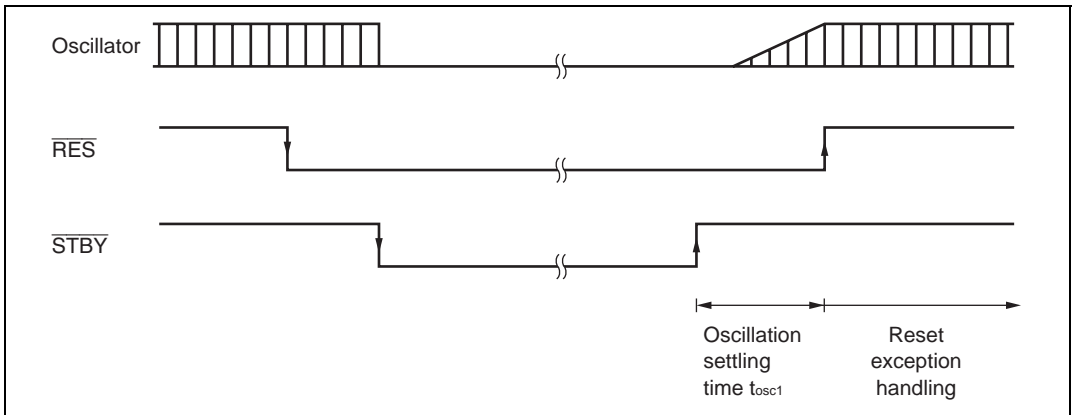 Oscillator
RES
STBY
Oscillation
settling
time tosc1
Reset
exception
handling